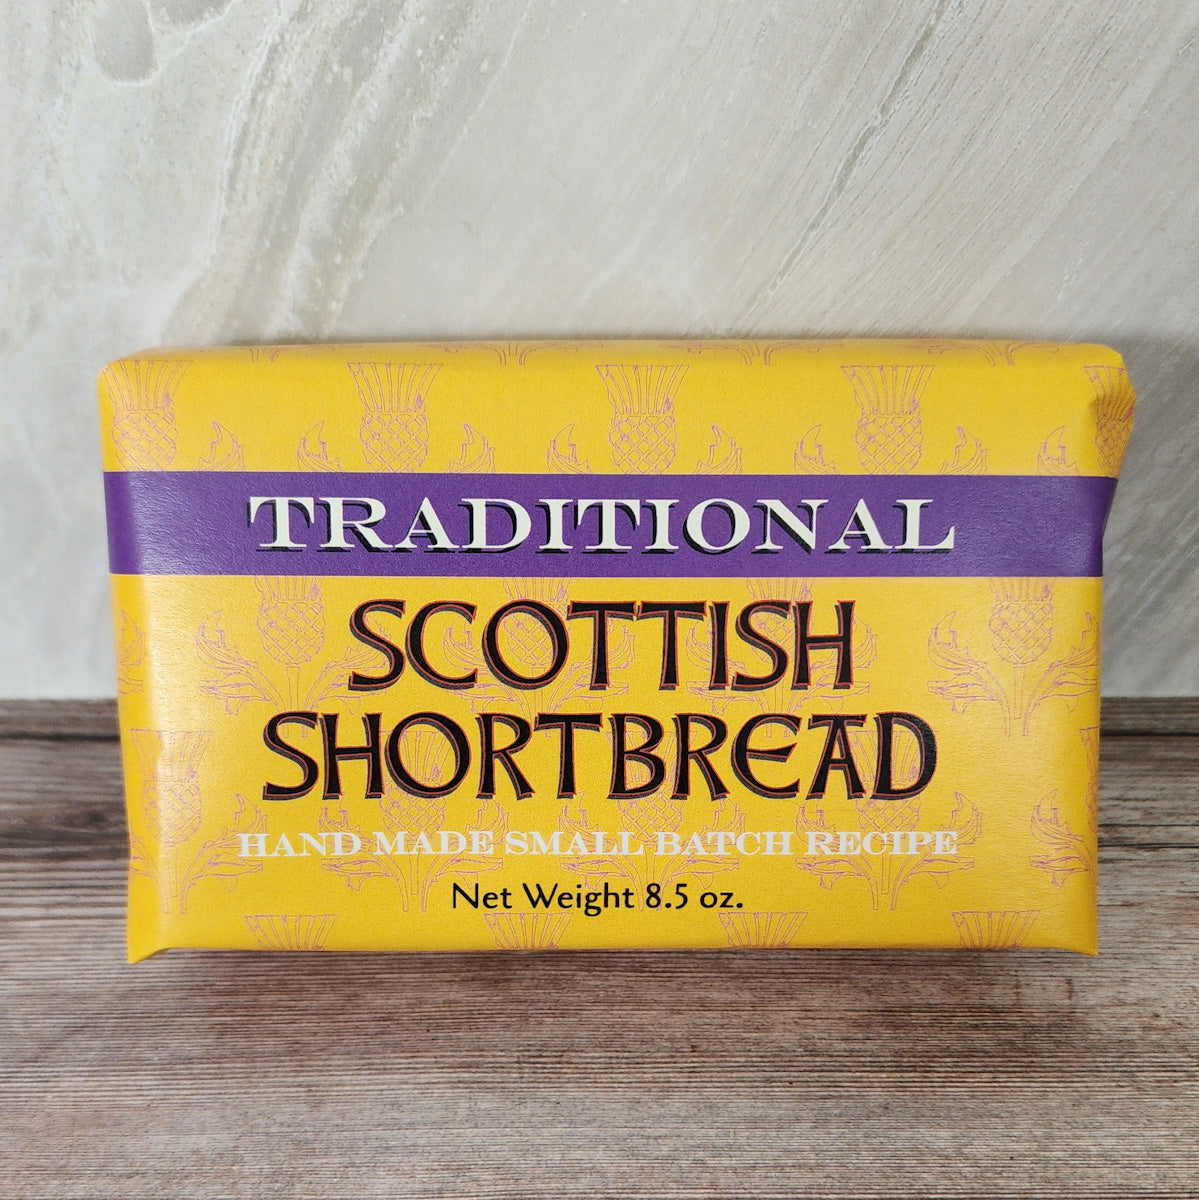 TRADITIONAL
SCOTTISH
SHORTBREAD
HAND MADE SMALL BATCH RECIPE
Net Weight 8.5 oz.